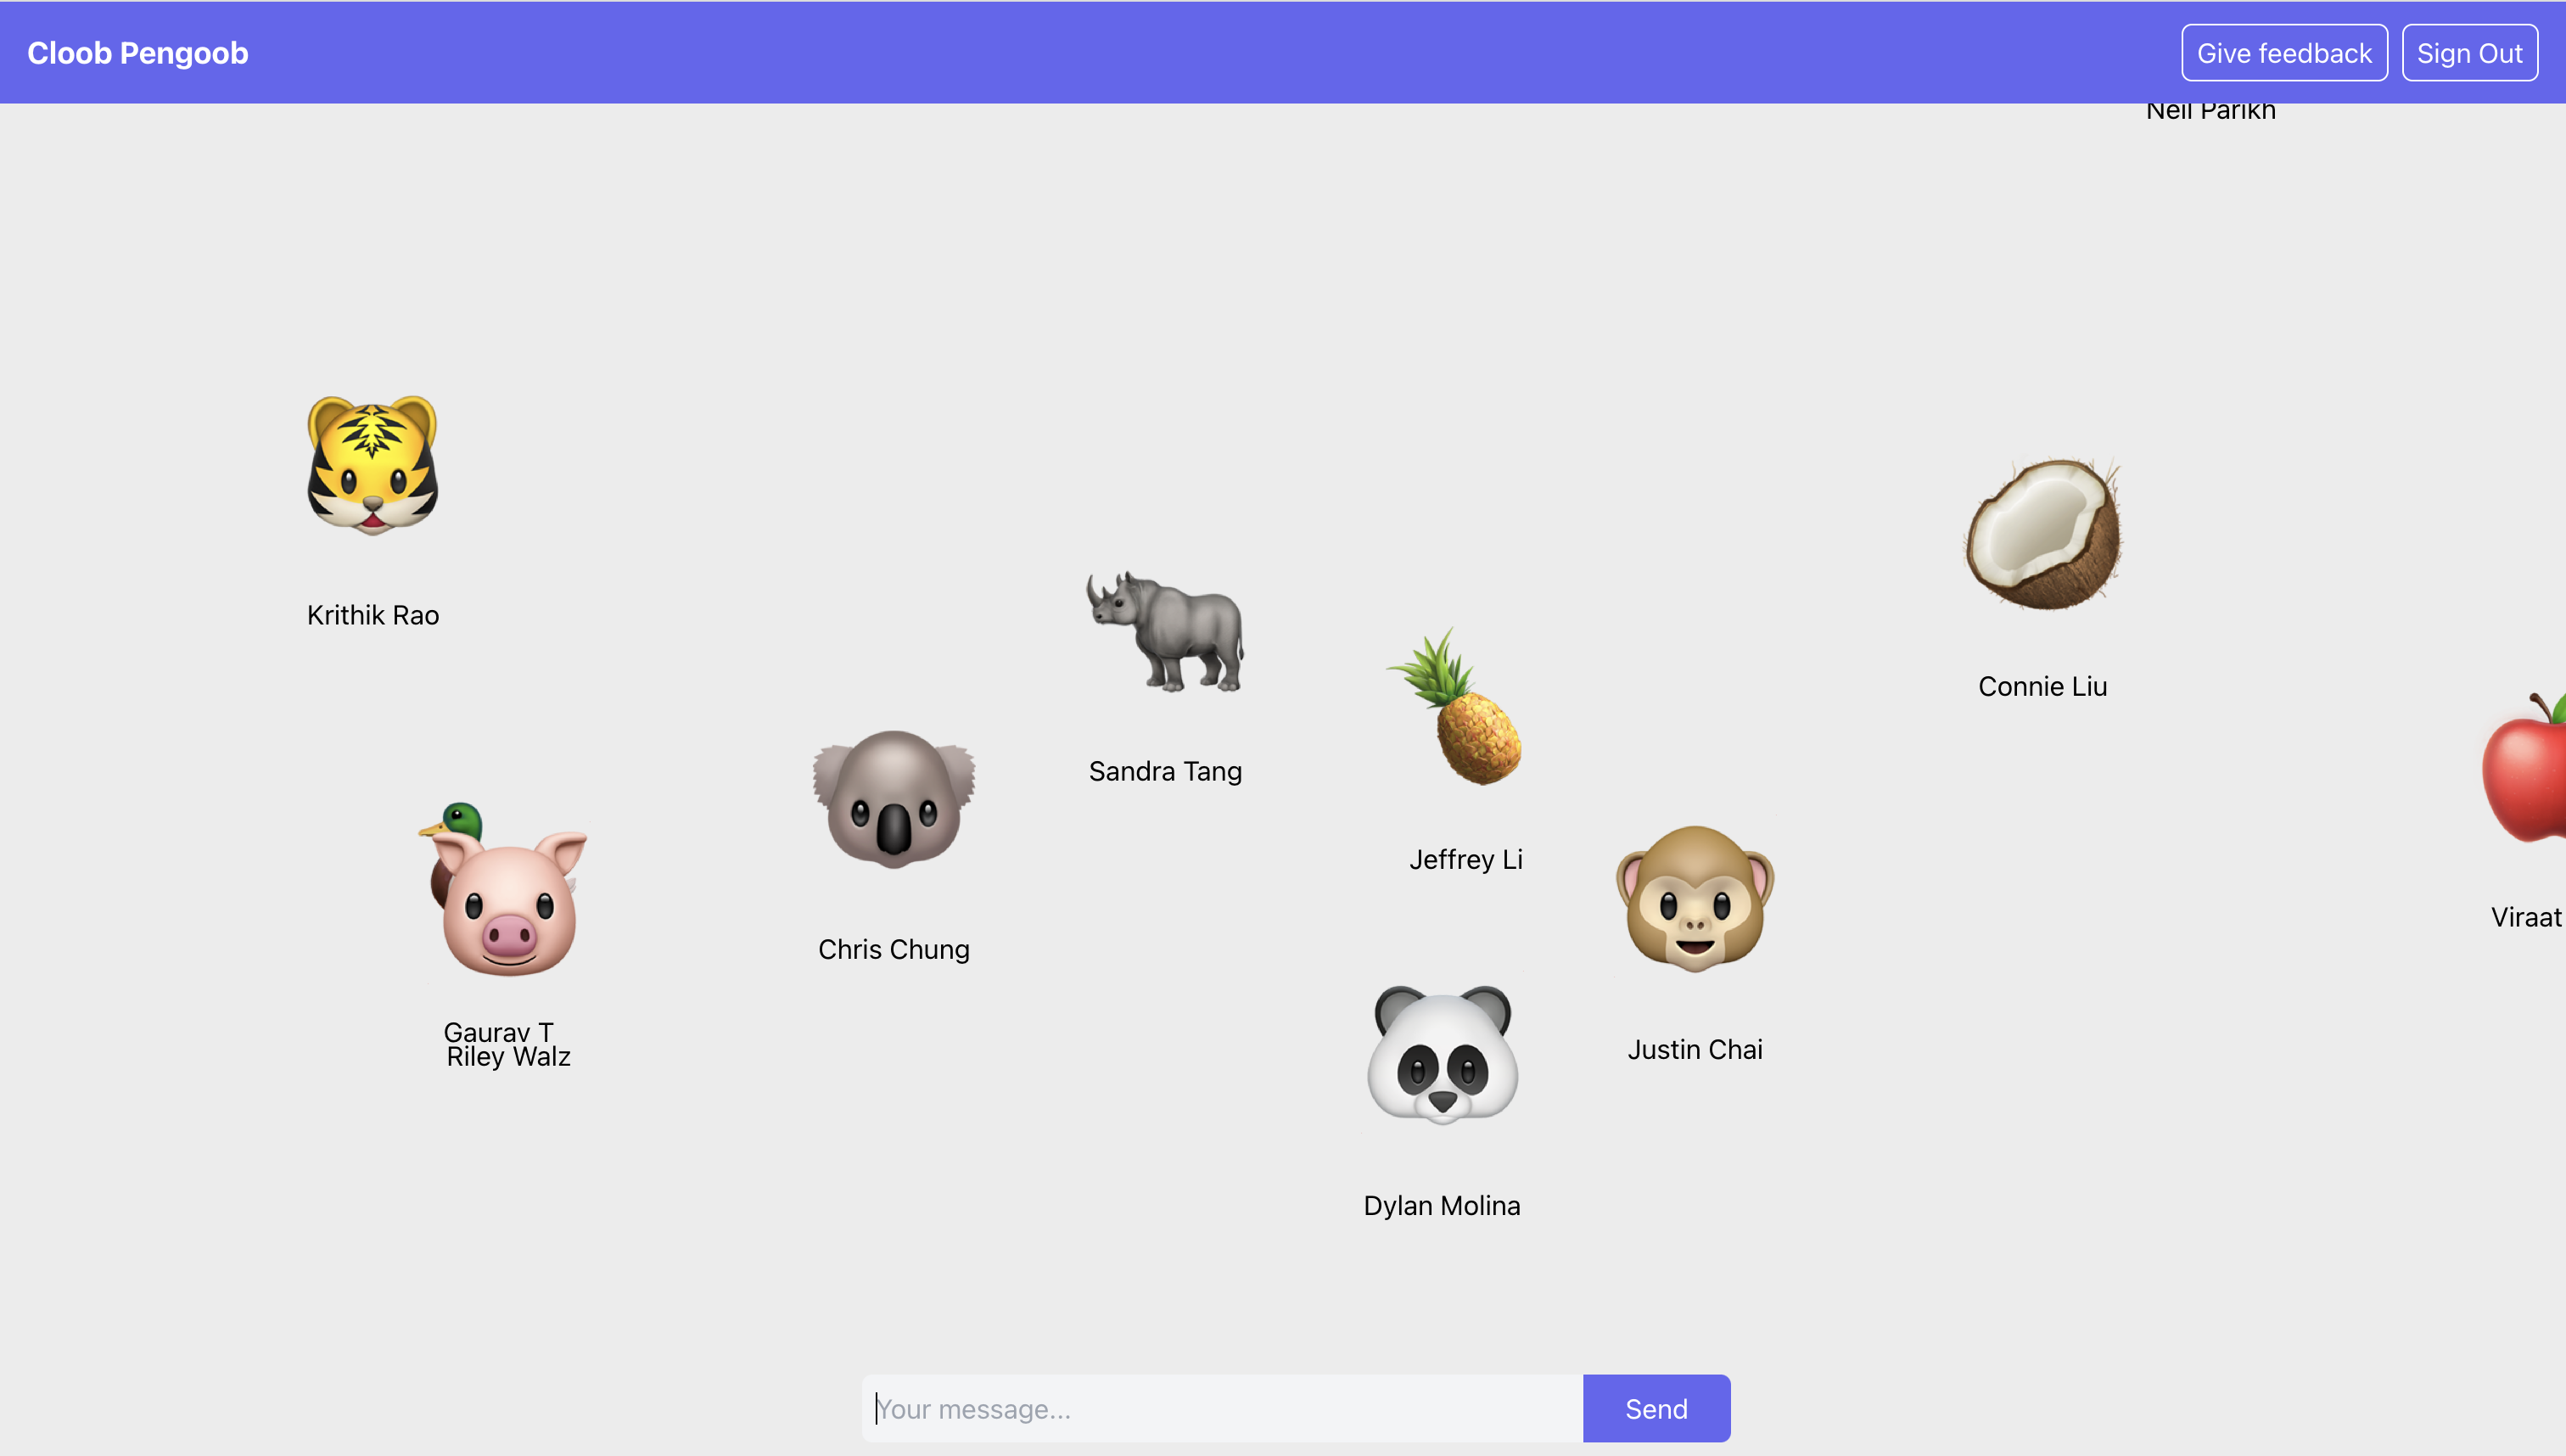 Cloob Pengoob
Give feedback
Sign Out
Neil Parikh
Krithik Rao
Connie Liu
Sandra Tang
Jeffrey Li
Viraat
Chris Chung
Gaurav T
Riley Walz
Justin Chai
Dylan Molina
Your message...
Send